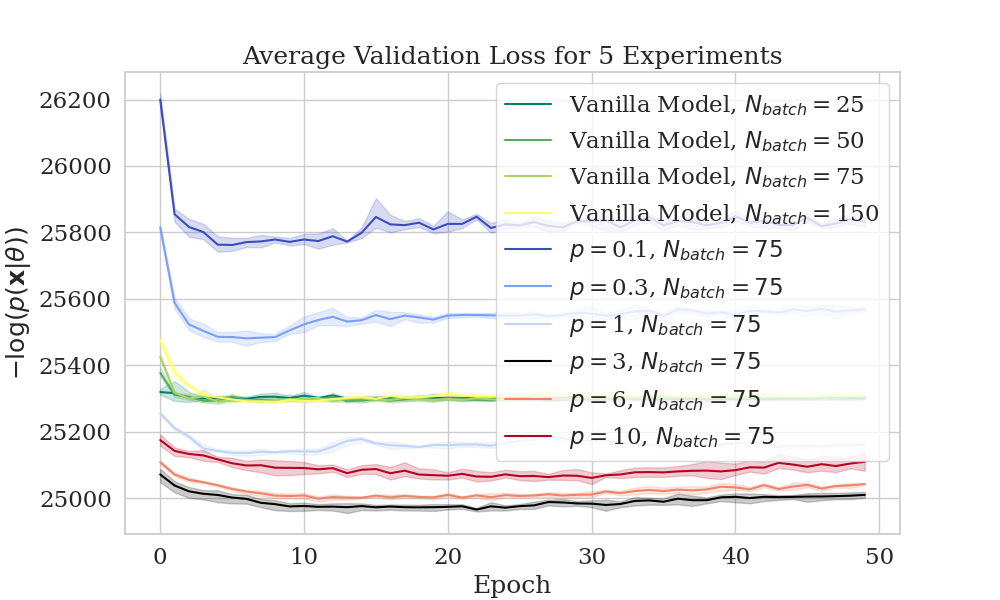 Average Validation Loss for 5 Experiments
26200
26000
25800
25600
25400
25200
25000
−log(p(x|θ))
Vanilla Model, N_batch = 25
Vanilla Model, N_batch = 50
Vanilla Model, N_batch = 75
Vanilla Model, N_batch = 150
p = 0.1, N_batch = 75
p = 0.3, N_batch = 75
p = 1, N_batch = 75
p = 3, N_batch = 75
p = 6, N_batch = 75
p = 10, N_batch = 75
0 10 20 30 40 50
Epoch